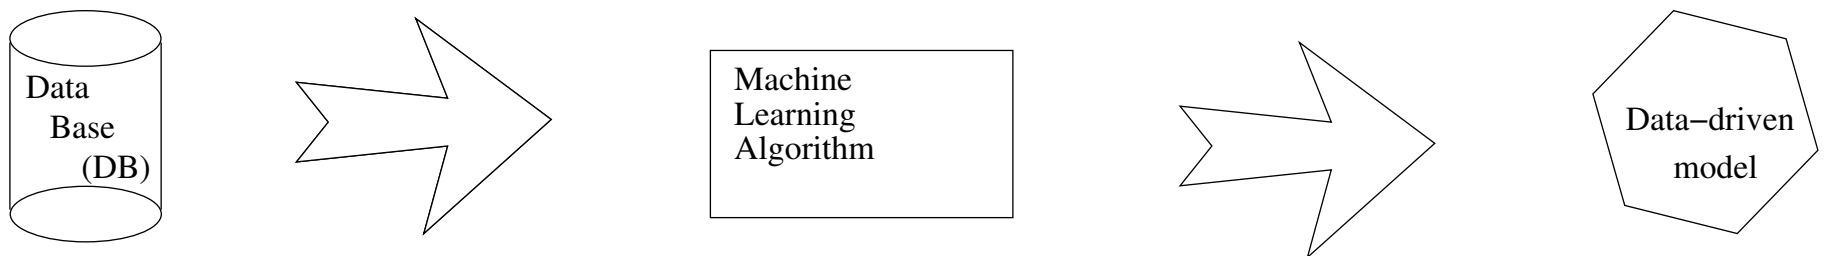 Data
Base
(DB)
Machine
Learning
Algorithm
Data−driven
model